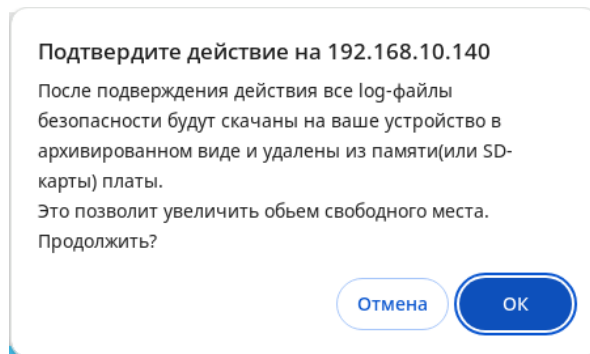 Подтвердите действие на 192.168.10.140
После подверждения действия все log-файлы
безопасности будут скачаны на ваше устройство в
архивированном виде и удалены из памяти(или SD-
карты) платы.
Это позволит увеличить обьем свободного места.
Продолжить?
Отмена
ОК